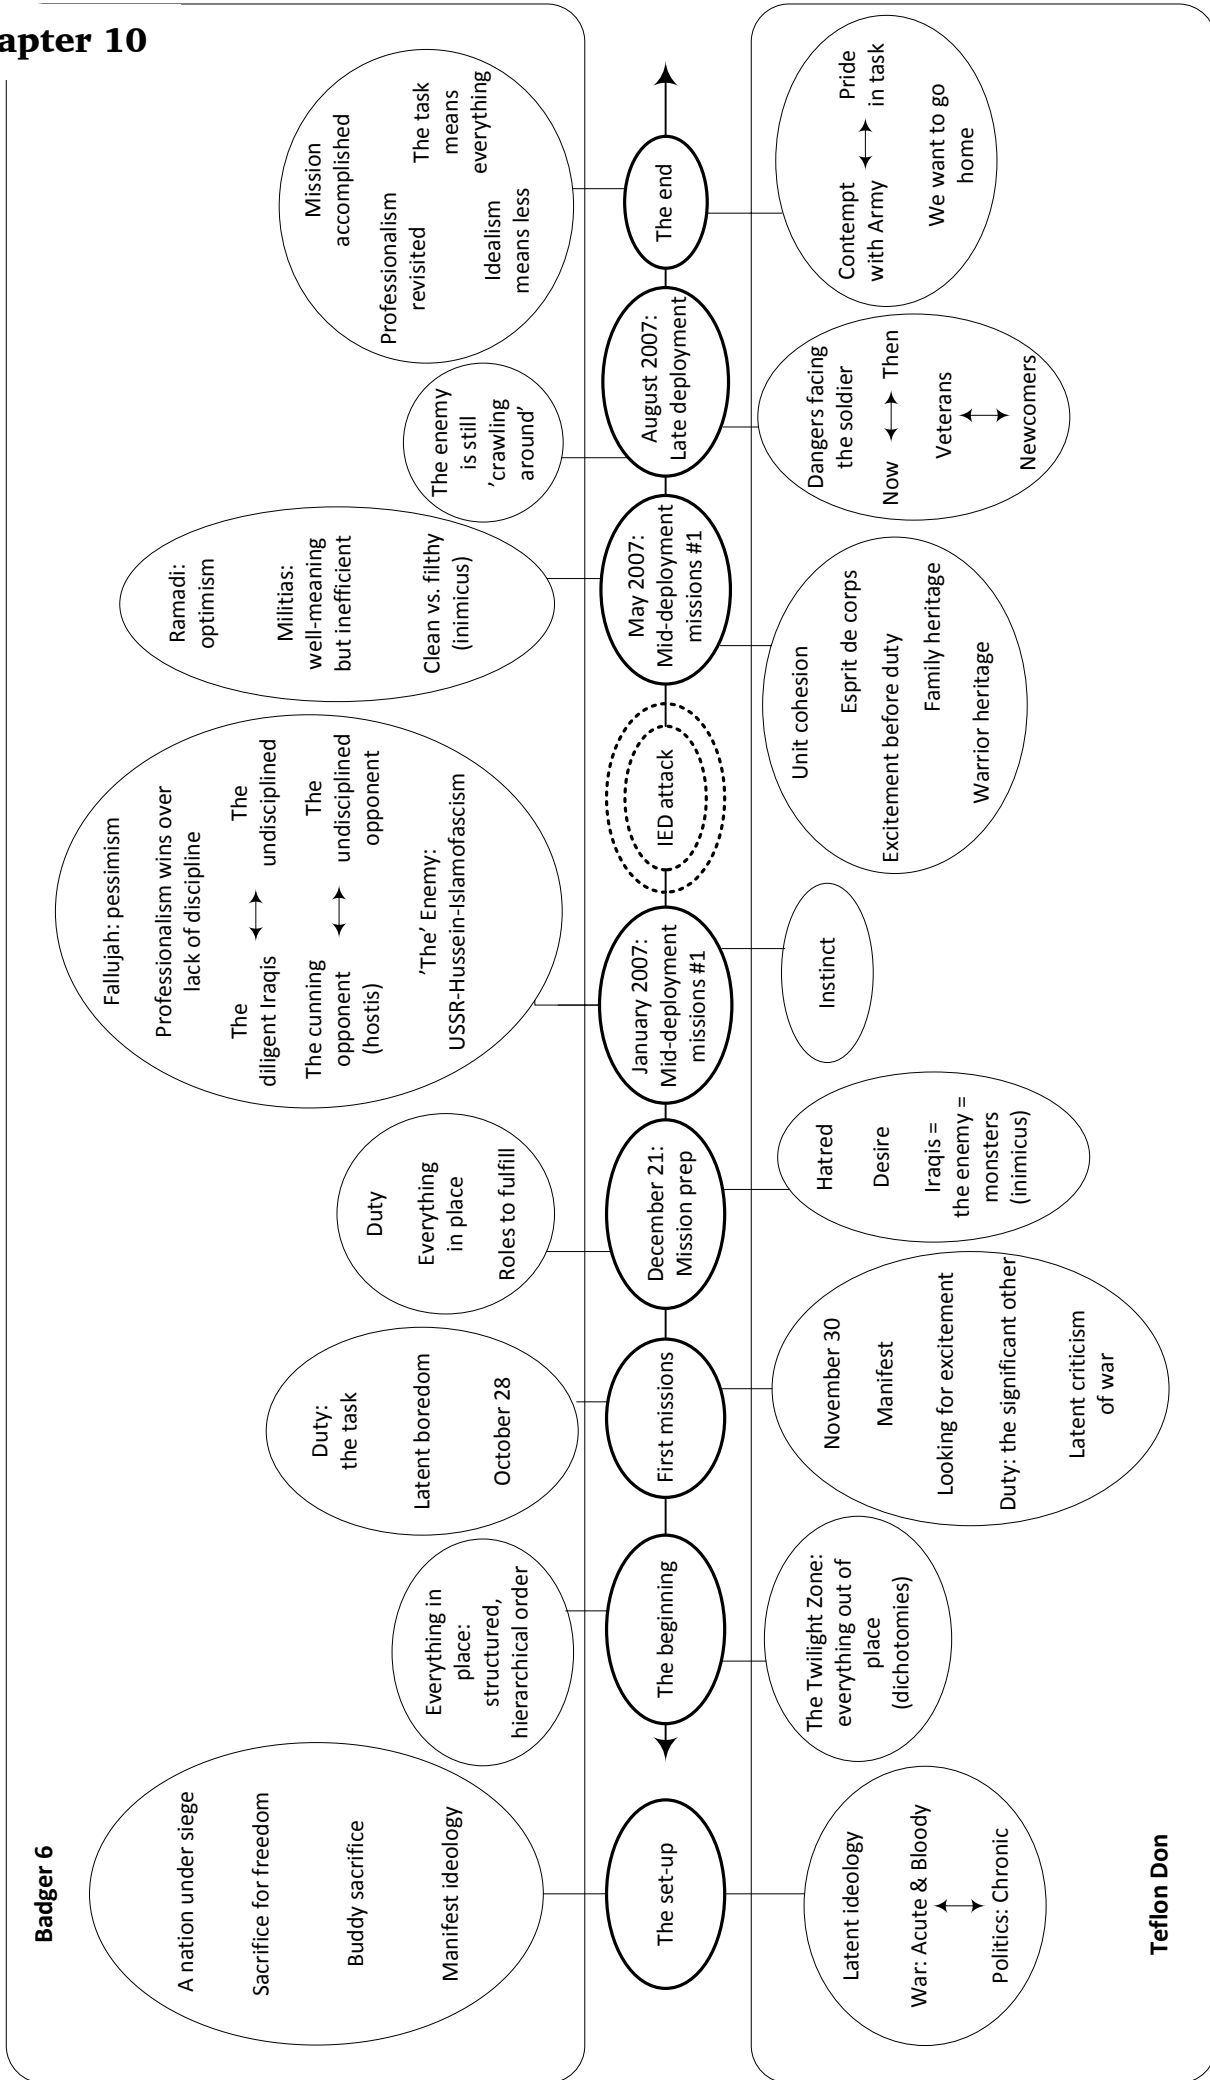 apter 10
Badger 6
A nation under siege
Sacrifice for freedom
Buddy sacrifice
Manifest ideology
Everything in
place:
structured,
hierarchical order
Duty:
the task
Latent boredom
October 28
Duty
Everything
in place
Roles to fulfill
Fallujah: pessimism
Professionalism wins over
lack of discipline
The
diligent Iraqis
The
undisciplined
The cunning
opponent
(hostis)
The
undisciplined
opponent
'The' Enemy:
USSR-Hussein-Islamofascism
Ramadi:
optimism
Militias:
well-meaning
but inefficient
Clean vs. filthy
(inimicus)
The enemy
is still
'crawling
around'
Mission
accomplished
Professionalism
revisited
The task
means
everything
Idealism
means less
The set-up
The beginning
First missions
December 21:
Mission prep
January 2007:
Mid-deployment
missions #1
IED attack
May 2007:
Mid-deployment
missions #1
August 2007:
Late deployment
The end
Latent ideology
War: Acute & Bloody
Politics: Chronic
The Twilight Zone:
everything out of
place
(dichotomies)
November 30
Manifest
Looking for excitement
Duty: the significant other
Latent criticism
of war
Hatred
Desire
Iraqis =
the enemy =
monsters
(inimicus)
Instinct
Unit cohesion
Esprit de corps
Excitement before duty
Family heritage
Warrior heritage
Dangers facing
the soldier
Now
Then
Veterans
Newcomers
Contempt
with Army
Pride
in task
We want to go
home
Teflon Don